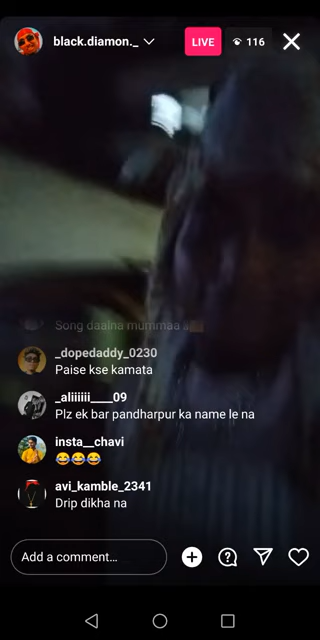 black.diamon._
LIVE
116
Song daalna mummaa
_dopedaddy_0230
Paise kse kamata
Plz ek bar pandharpur ka name le na
insta__chavi
😂😂😂
avi_kamble_2341
Drip dikha na
Add a comment...